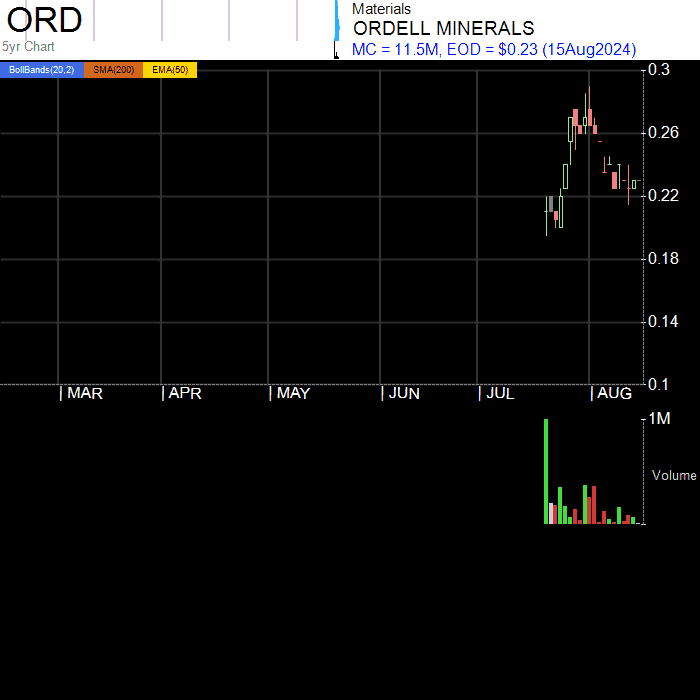 ORD
5yr Chart
Materials
ORDELL MINERALS
MC = 11.5M, EOD = $0.23 (15Aug2024)
BollBands(20,2) SMA(200) EMA(50)
0.3
0.26
0.22
0.18
0.14
0.1
| MAR | APR | MAY | JUN | JUL | AUG
1M
Volume